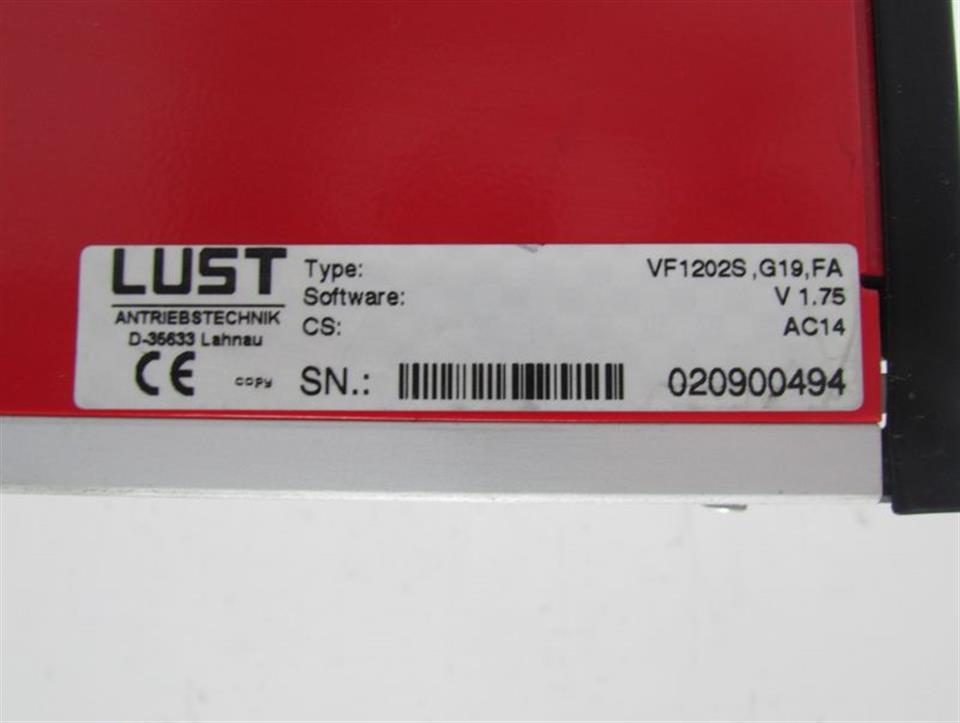 LUST
ANTRIEBSTECHNIK
D-35633 Lahnau
CE copy
Type: VF1202S,G19,FA
Software: V 1.75
CS: AC14
SN.: 020900494